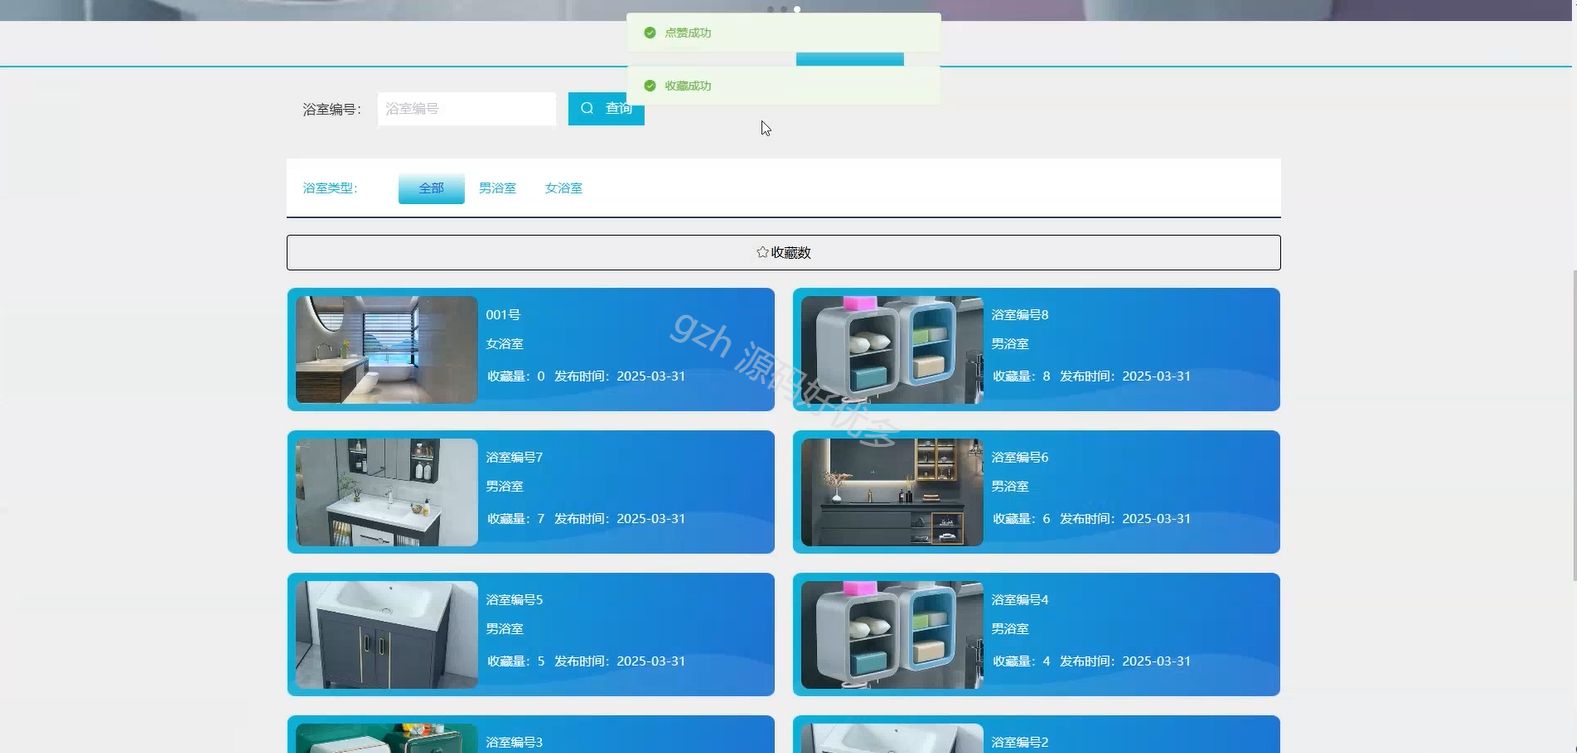 点赞成功
收藏成功
浴室编号：
浴室编号
查询
浴室类型：
全部
男浴室
女浴室
☆收藏数
001号
女浴室
收藏量：0 发布时间：2025-03-31
浴室编号8
男浴室
收藏量：8 发布时间：2025-03-31
gzh 源码好优多
浴室编号7
男浴室
收藏量：7 发布时间：2025-03-31
浴室编号6
男浴室
收藏量：6 发布时间：2025-03-31
浴室编号5
男浴室
收藏量：5 发布时间：2025-03-31
浴室编号4
男浴室
收藏量：4 发布时间：2025-03-31
浴室编号3
浴室编号2